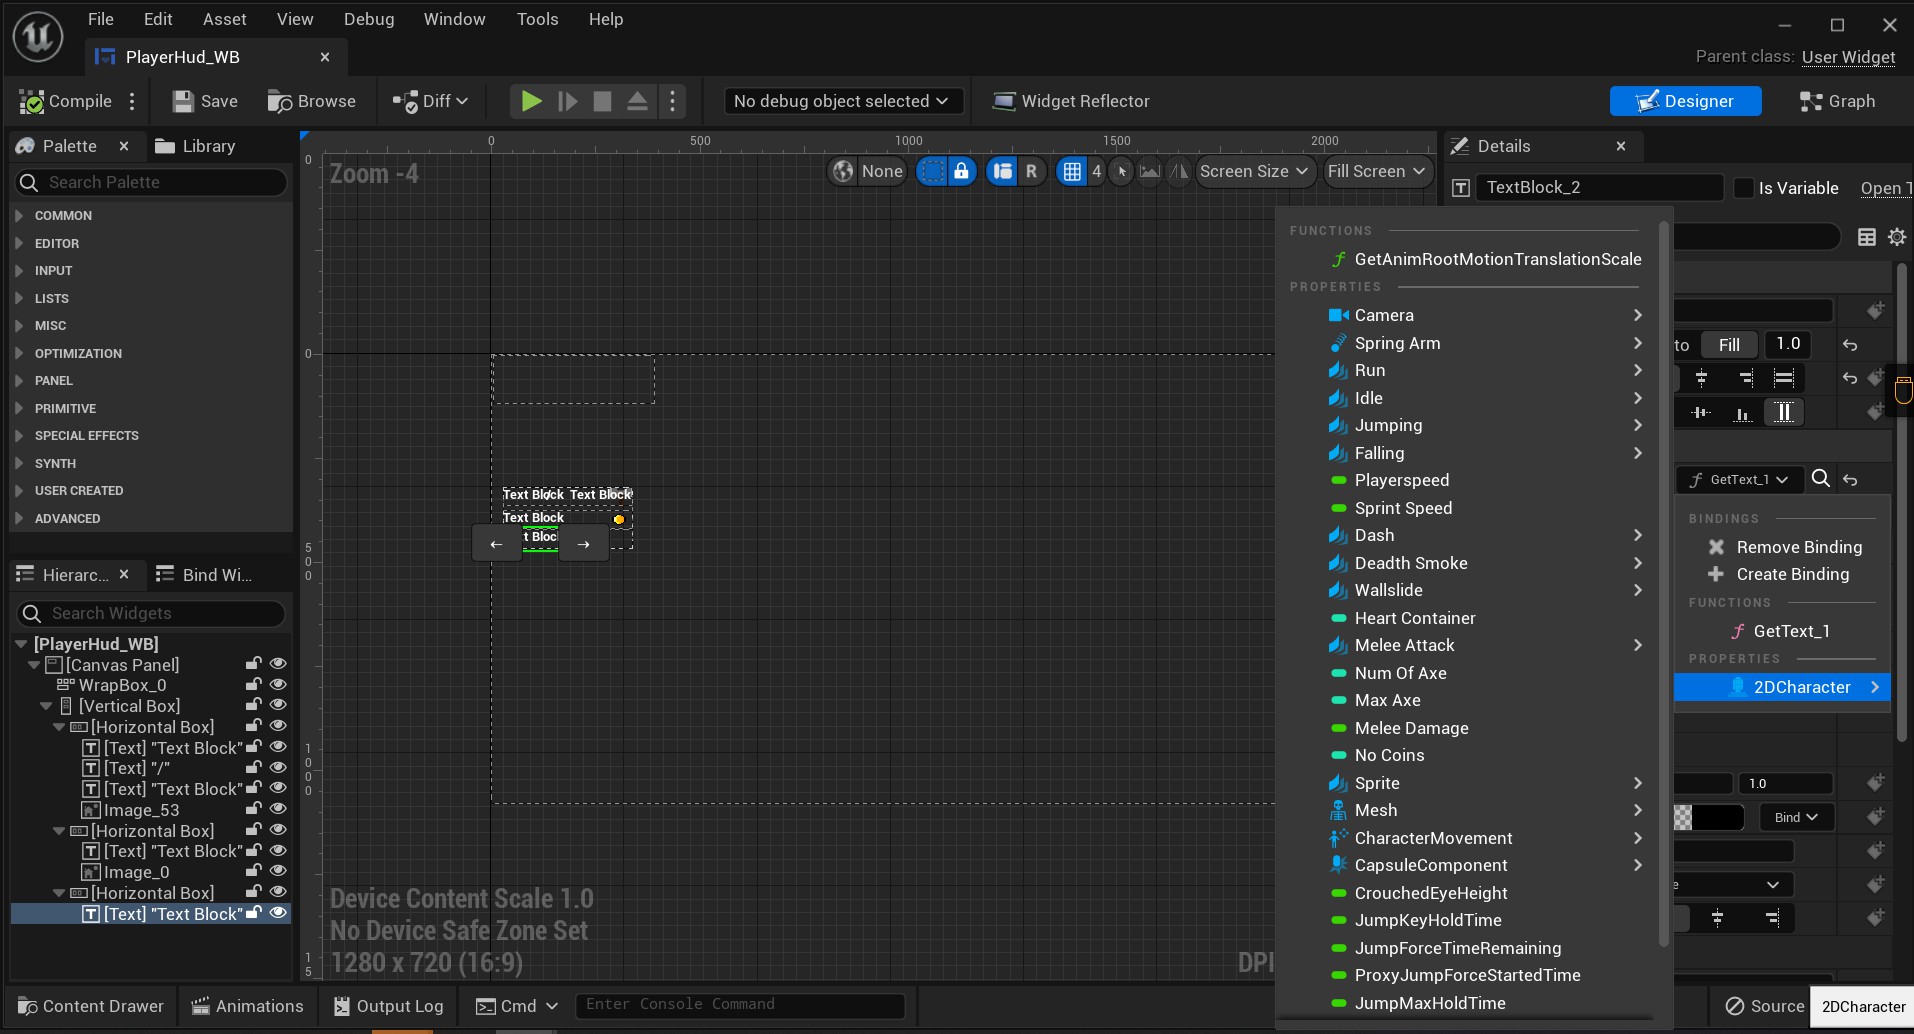 File Edit Asset View Debug Window Tools Help
PlayerHud_WB
Parent class: User Widget
Compile Save Browse Diff No debug object selected Widget Reflector Designer Graph
Palette Library
Search Palette
COMMON
EDITOR
INPUT
LISTS
MISC
OPTIMIZATION
PANEL
PRIMITIVE
SPECIAL EFFECTS
SYNTH
USER CREATED
ADVANCED
Hierarc... Bind Wi...
Search Widgets
[PlayerHud_WB]
[Canvas Panel]
WrapBox_0
[Vertical Box]
[Horizontal Box]
[Text] "Text Block"
[Text] "/"
[Text] "Text Block"
Image_53
[Horizontal Box]
[Text] "Text Block"
Image_0
[Horizontal Box]
[Text] "Text Block"
0 500 1000 1500 2000
0
0
500
1000
15
Zoom -4
None R 4 Screen Size Fill Screen
Text Block / Text Block
Text Block
t Bloc
← →
Device Content Scale 1.0
No Device Safe Zone Set
1280 x 720 (16:9)
DPI
FUNCTIONS
GetAnimRootMotionTranslationScale
PROPERTIES
Camera
Spring Arm
Run
Idle
Jumping
Falling
Playerspeed
Sprint Speed
Dash
Deadth Smoke
Wallslide
Heart Container
Melee Attack
Num Of Axe
Max Axe
Melee Damage
No Coins
Sprite
Mesh
CharacterMovement
CapsuleComponent
CrouchedEyeHeight
JumpKeyHoldTime
JumpForceTimeRemaining
ProxyJumpForceStartedTime
JumpMaxHoldTime
Details
TextBlock_2 Is Variable Open T
to Fill 1.0
GetText_1
BINDINGS
Remove Binding
Create Binding
FUNCTIONS
GetText_1
PROPERTIES
2DCharacter
1.0
Bind
e
Content Drawer Animations Output Log Cmd Enter Console Command Source
2DCharacter